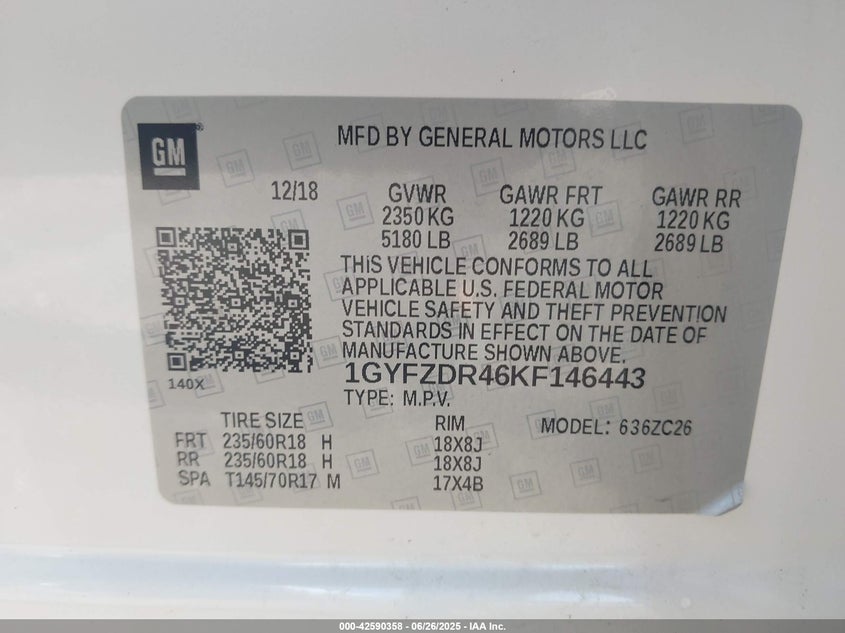 GM
MFD BY GENERAL MOTORS LLC
12/18 GVWR GAWR FRT GAWR RR
2350 KG 1220 KG 1220 KG
5180 LB 2689 LB 2689 LB
THIS VEHICLE CONFORMS TO ALL
APPLICABLE U.S. FEDERAL MOTOR
VEHICLE SAFETY AND THEFT PREVENTION
STANDARDS IN EFFECT ON THE DATE OF
MANUFACTURE SHOWN ABOVE.
140X
1GYFZDR46KF146443
TYPE: M.P.V.
TIRE SIZE RIM MODEL: 636ZC26
FRT 235/60R18 H 18X8J
RR 235/60R18 H 18X8J
SPA T145/70R17 M 17X4B
000-42590358 - 06/26/2025 - IAA Inc.